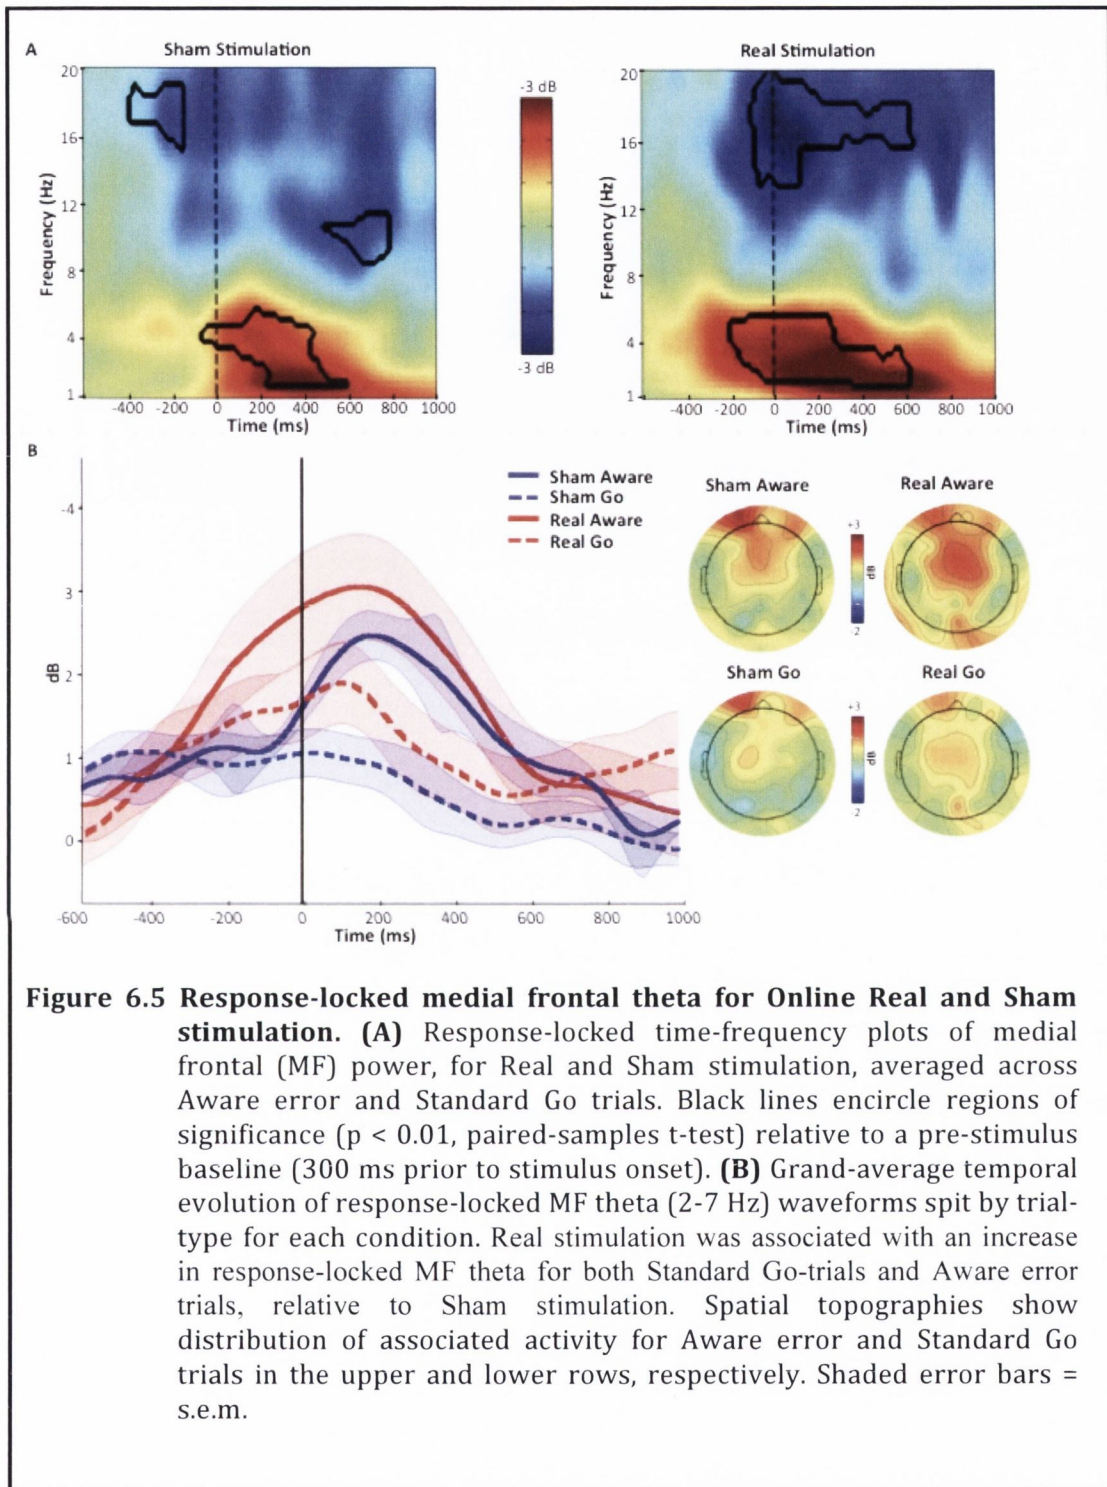 A
Sham Stimulation
Real Stimulation
20
16
12
8
4
1
Frequency (Hz)
-400 -200 0 200 400 600 800 1000
Time (ms)
-3 dB
-3 dB
20
16
12
8
4
1
Frequency (Hz)
-400 -200 0 200 400 600 800 1000
Time (ms)
B
-4
3
2
1
0
dB
-600 -400 -200 0 200 400 600 800 1000
Time (ms)
Sham Aware
Sham Go
Real Aware
Real Go
Sham Aware
Real Aware
+3
dB
-2
Sham Go
Real Go
+3
dB
-2
Figure 6.5 Response-locked medial frontal theta for Online Real and Sham
stimulation. (A) Response-locked time-frequency plots of medial
frontal (MF) power, for Real and Sham stimulation, averaged across
Aware error and Standard Go trials. Black lines encircle regions of
significance (p < 0.01, paired-samples t-test) relative to a pre-stimulus
baseline (300 ms prior to stimulus onset). (B) Grand-average temporal
evolution of response-locked MF theta (2-7 Hz) waveforms spit by trial-
type for each condition. Real stimulation was associated with an increase
in response-locked MF theta for both Standard Go-trials and Aware error
trials, relative to Sham stimulation. Spatial topographies show
distribution of associated activity for Aware error and Standard Go
trials in the upper and lower rows, respectively. Shaded error bars =
s.e.m.